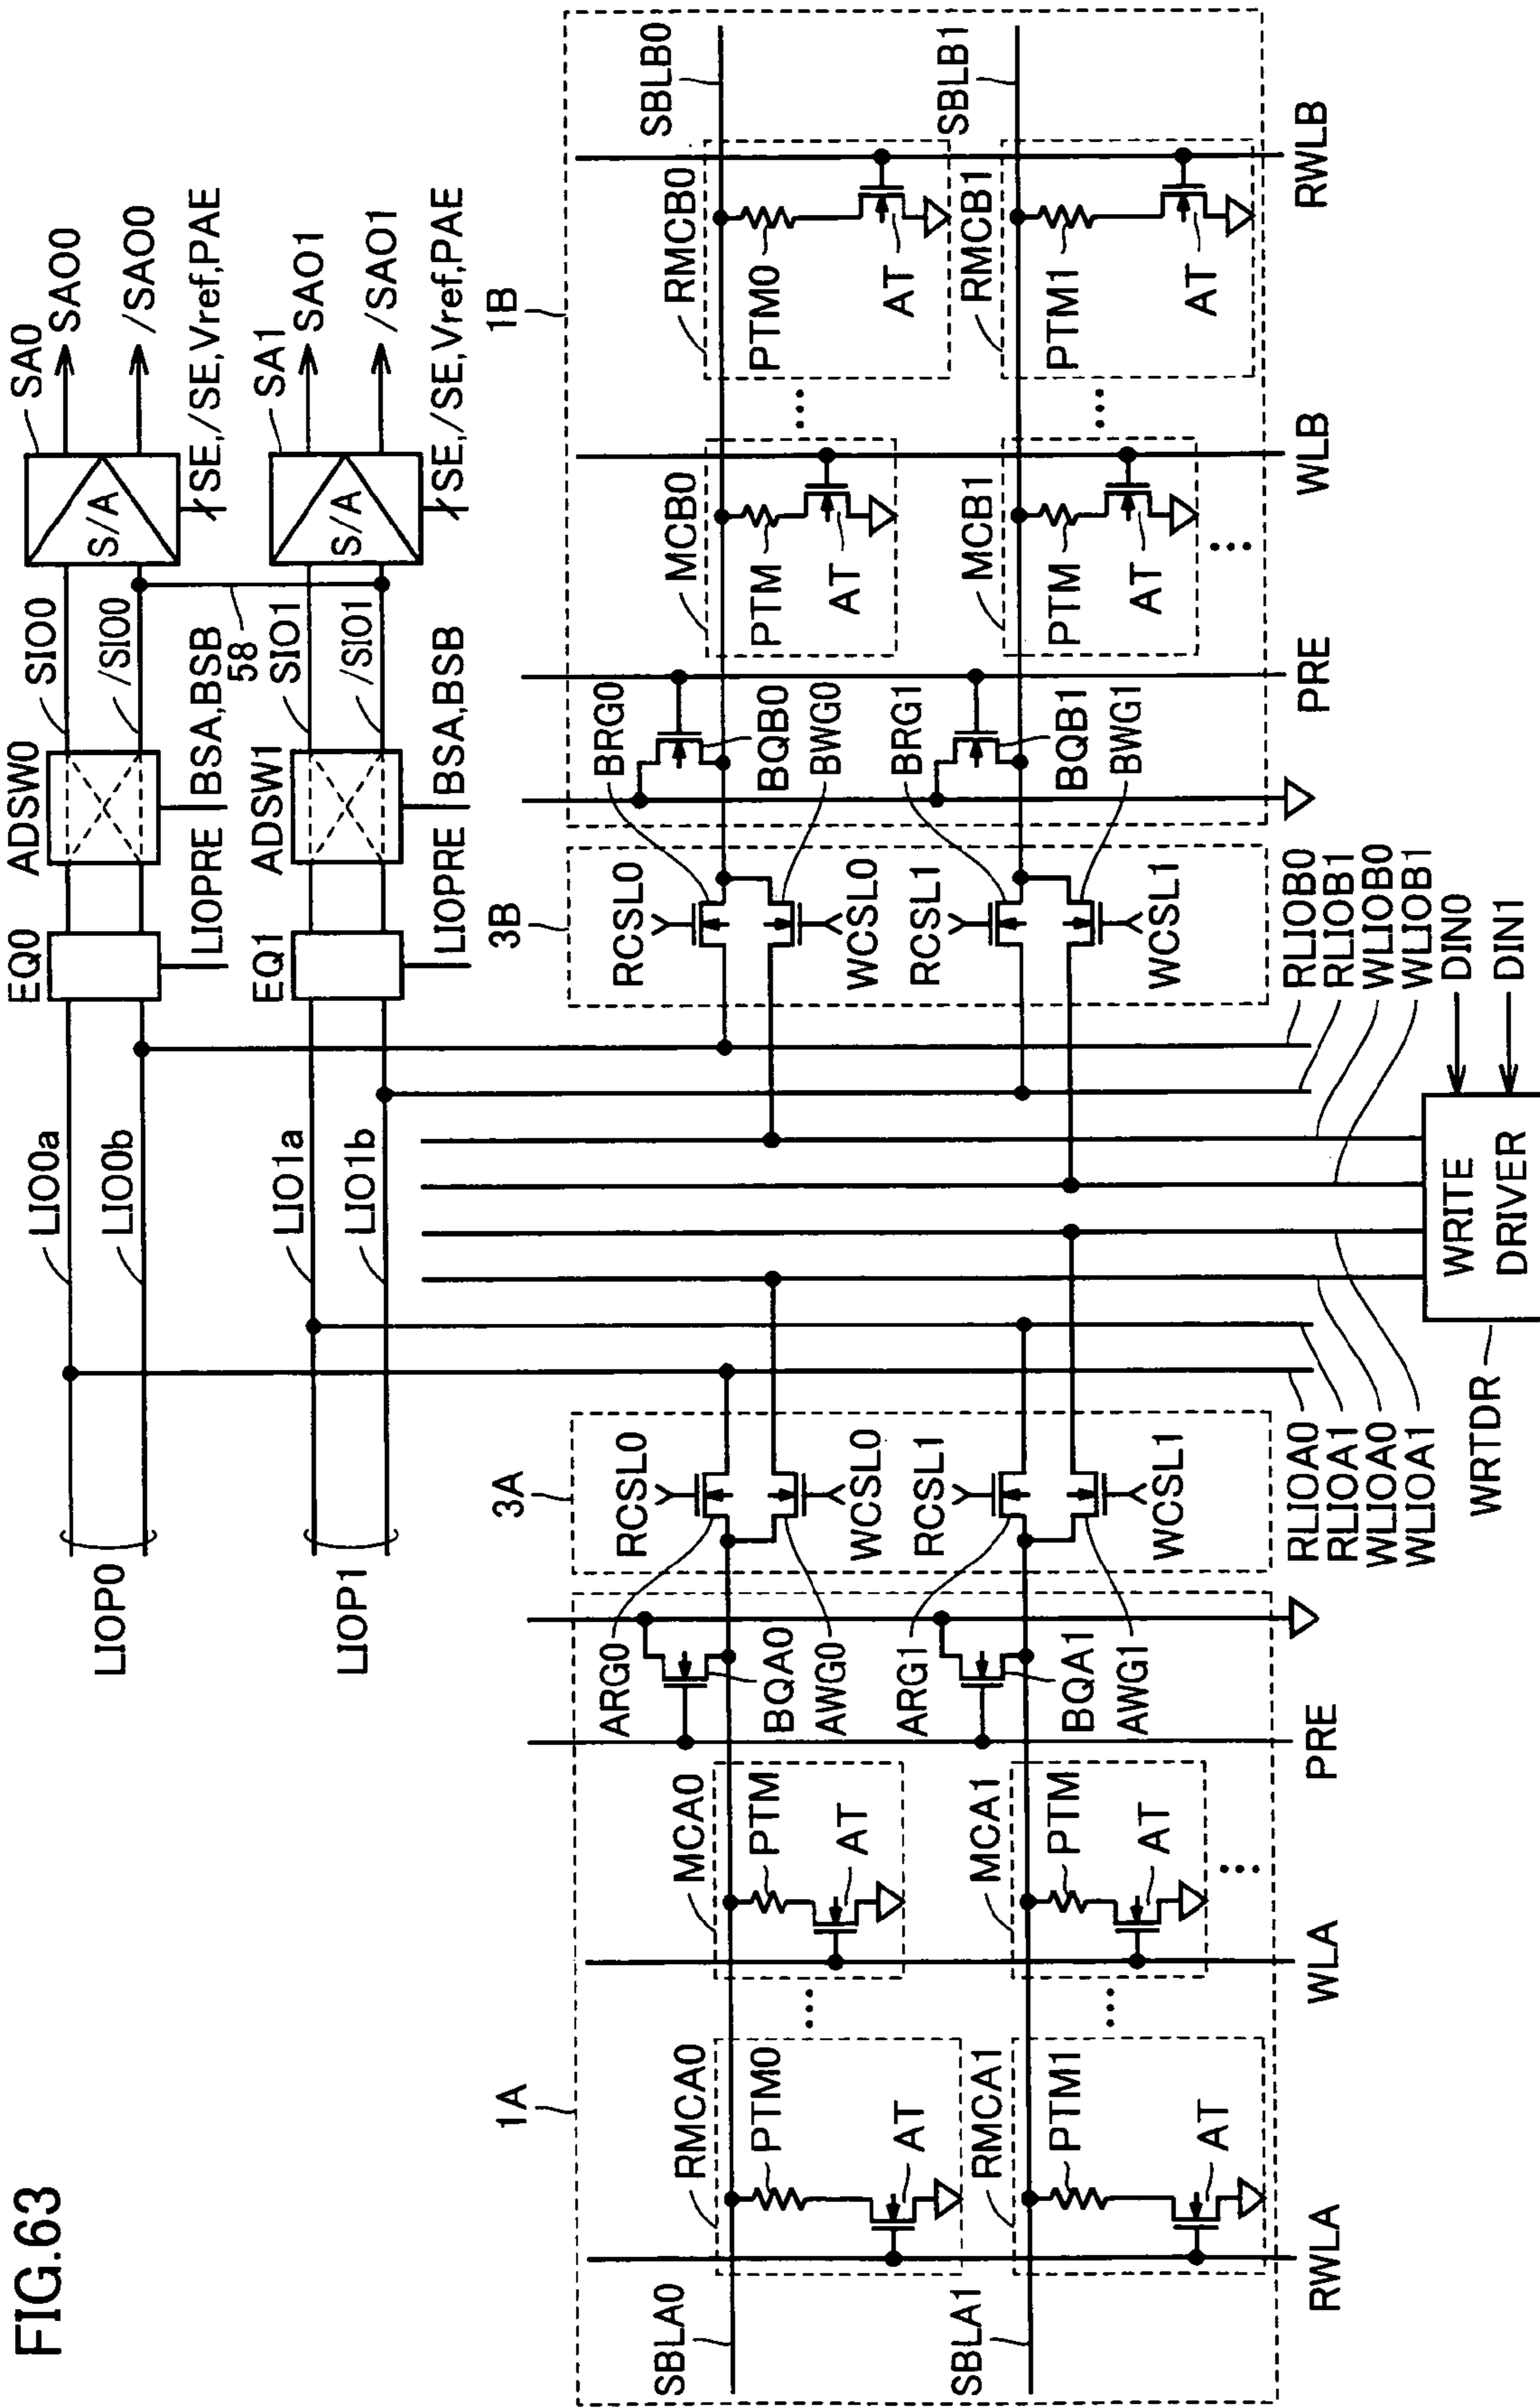 FIG.63
LIOP0
LIO0a
LIO0b
EQ0
LIOPRE
ADSW0
BSA,BSB
SIO0
/SIO0
S/A
SA0
SAO0
/SAO0
SE,/SE,Vref,PAE
58
LIOP1
LIO1a
LIO1b
EQ1
LIOPRE
ADSW1
BSA,BSB
SIO1
/SIO1
S/A
SA1
SAO1
/SAO1
SE,/SE,Vref,PAE
1A
3A
3B
1B
SBLA0
RMCA0
PTM0
AT
MCA0
PTM
AT
ARG0
BQA0
AWG0
RCSL0
WCSL0
RCSL0
WCSL0
BRG0
BQB0
BWG0
MCB0
PTM
AT
RMCB0
PTM0
AT
SBLB0
SBLA1
RMCA1
PTM1
AT
MCA1
PTM
AT
ARG1
BQA1
AWG1
RCSL1
WCSL1
RCSL1
WCSL1
BRG1
BQB1
BWG1
MCB1
PTM
AT
RMCB1
PTM1
AT
SBLB1
RWLA
WLA
PRE
RLIOA0
RLIOA1
WLIOA0
WLIOA1
RLIOB0
RLIOB1
WLIOB0
WLIOB1
PRE
WLB
RWLB
WRTDR
WRITE
DRIVER
DIN0
DIN1